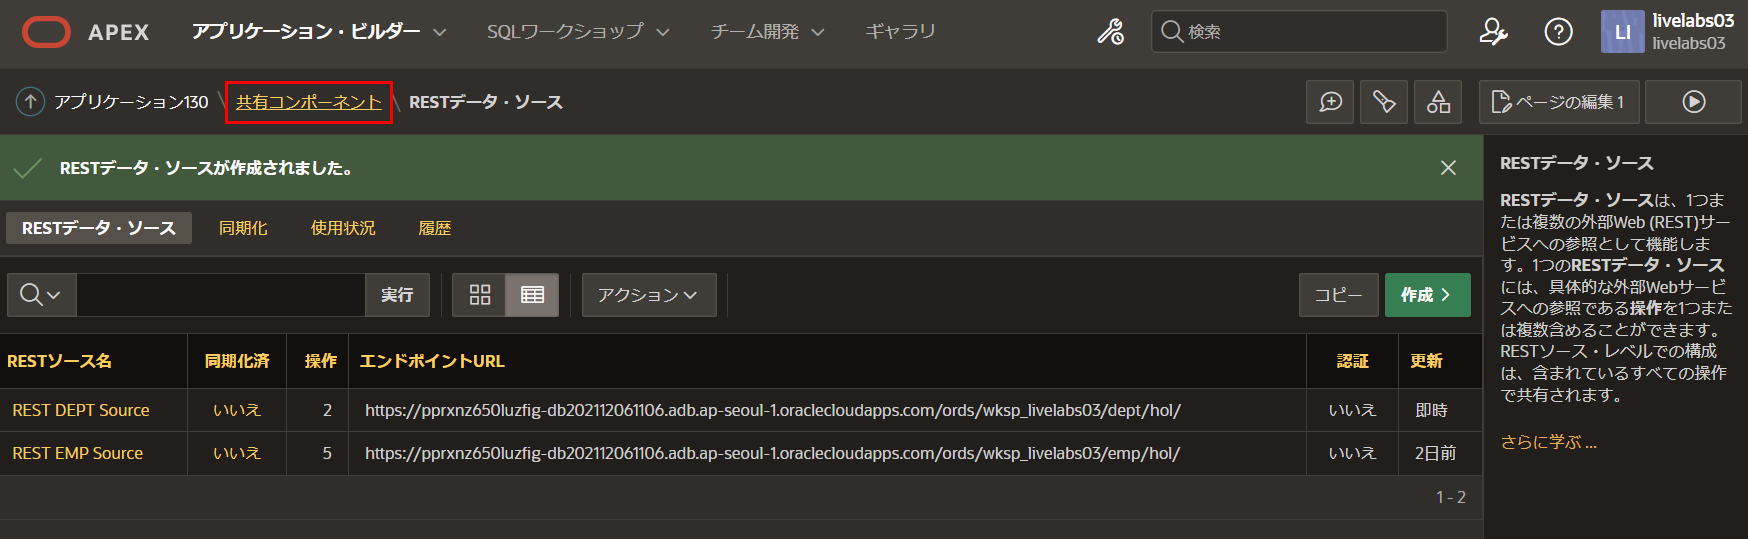 APEX アプリケーション・ビルダー SQLワークショップ チーム開発 ギャラリ 検索 LI livelabs03
livelabs03
アプリケーション130 \ 共有コンポーネント \ RESTデータ・ソース ページの編集 1
RESTデータ・ソースが作成されました。
RESTデータ・ソース 同期化 使用状況 履歴
実行 アクション コピー 作成
RESTソース名 同期化済 操作 エンドポイントURL 認証 更新
REST DEPT Source いいえ 2 https://pprxnz650luzfig-db202112061106.adb.ap-seoul-1.oraclecloudapps.com/ords/wksp_livelabs03/dept/hol/ いいえ 即時
REST EMP Source いいえ 5 https://pprxnz650luzfig-db202112061106.adb.ap-seoul-1.oraclecloudapps.com/ords/wksp_livelabs03/emp/hol/ いいえ 2日前
1 - 2
RESTデータ・ソース
RESTデータ・ソースは、1つま
たは複数の外部Web (REST)サー
ビスへの参照として機能しま
す。1つのRESTデータ・ソース
には、具体的な外部Webサービ
スへの参照である操作を1つまた
は複数含めることができます。
RESTソース・レベルでの構成
は、含まれているすべての操作
で共有されます。
さらに学ぶ ...